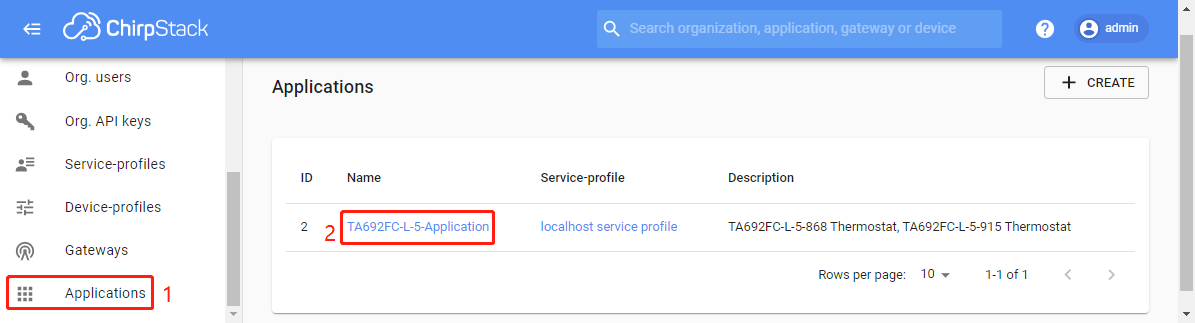 ChirpStack
Search organization, application, gateway or device
? admin
Org. users
Org. API keys
Service-profiles
Device-profiles
Gateways
Applications 1
Applications
+ CREATE
ID Name Service-profile Description
2 2 TA692FC-L-5-Application localhost service profile TA692FC-L-5-868 Thermostat, TA692FC-L-5-915 Thermostat
Rows per page: 10 1-1 of 1